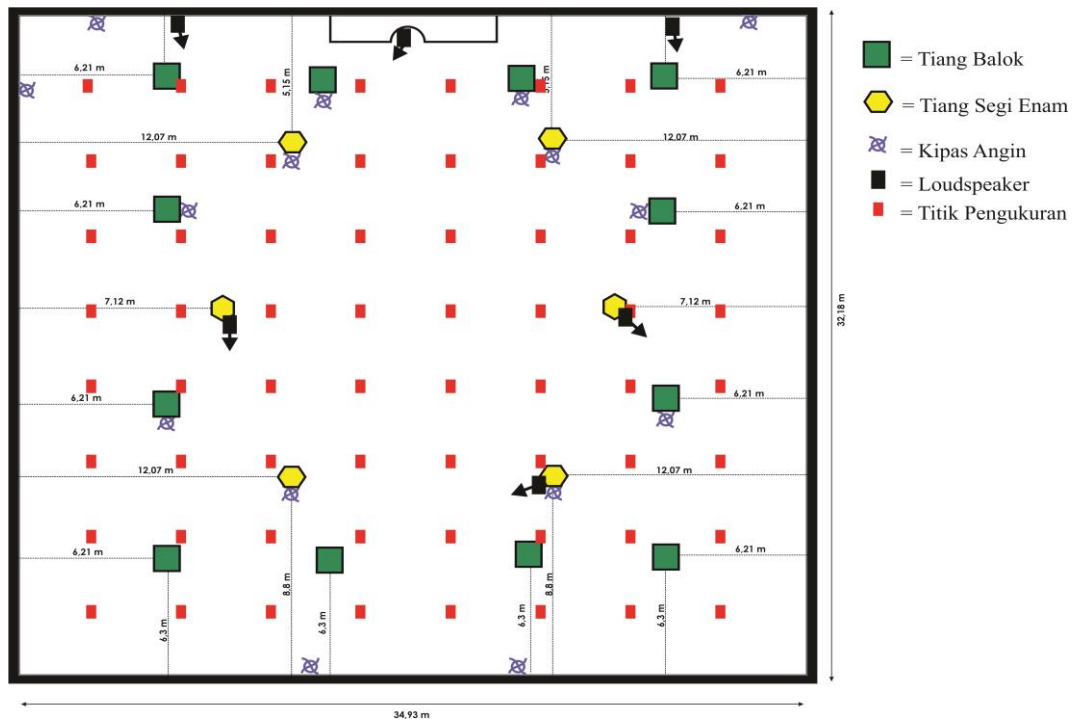 6,21 m
5,15 m
5,15 m
6,21 m
12,07 m
12,07 m
6,21 m
6,21 m
7,12 m
7,12 m
32,18 m
6,21 m
6,21 m
12,07 m
12,07 m
6,21 m
6,21 m
8,8 m
8,8 m
6,3 m
6,3 m
6,3 m
6,3 m
34,93 m
= Tiang Balok
= Tiang Segi Enam
= Kipas Angin
= Loudspeaker
= Titik Pengukuran